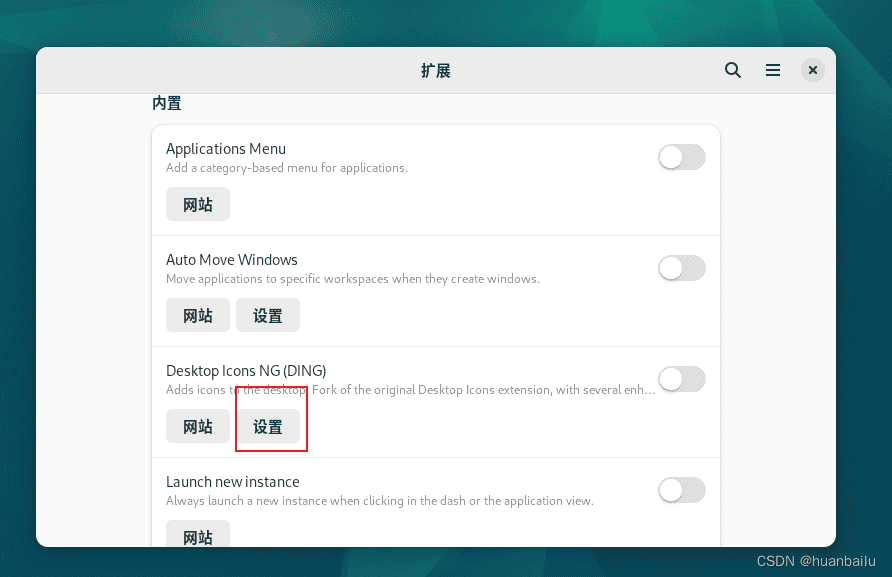 扩展
内置
Applications Menu
Add a category-based menu for applications.
网站
Auto Move Windows
Move applications to specific workspaces when they create windows.
网站 设置
Desktop Icons NG (DING)
Adds icons to the desktop. Fork of the original Desktop Icons extension, with several enh…
网站 设置
Launch new instance
Always launch a new instance when clicking in the dash or the application view.
网站
CSDN @huanbailu